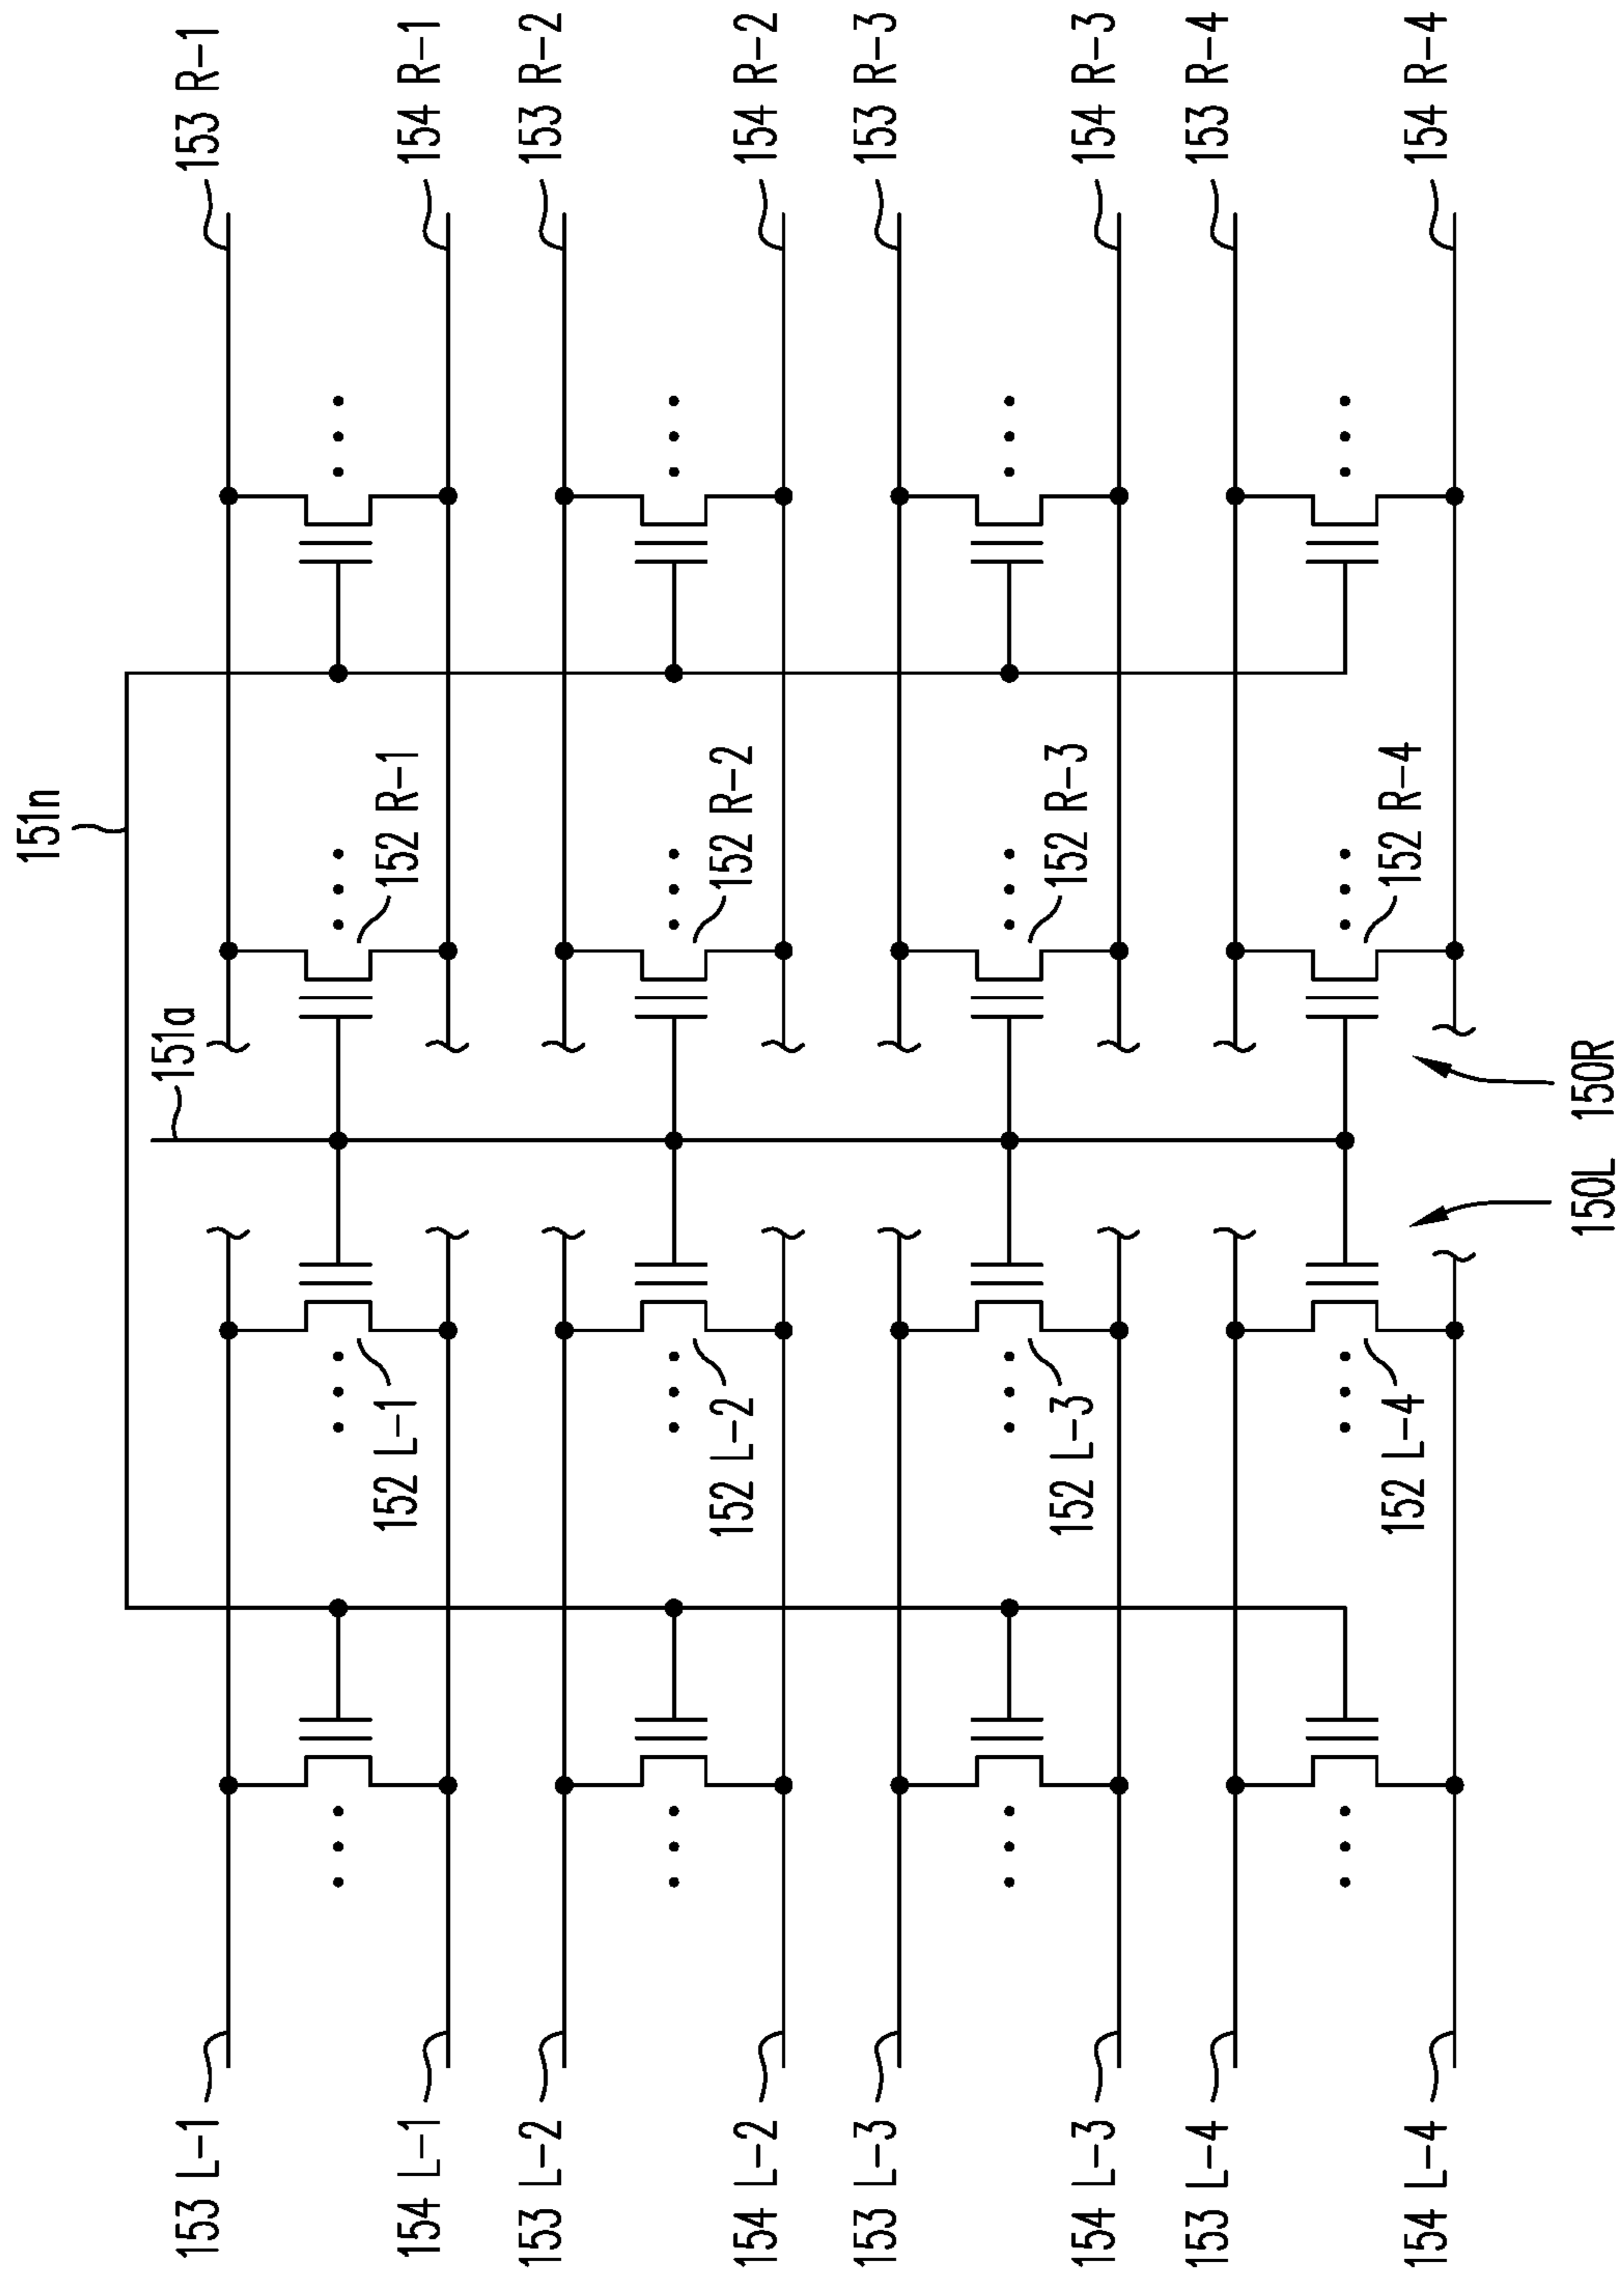 153 R-1
154 R-1
153 R-2
154 R-2
153 R-3
154 R-3
153 R-4
154 R-4
151n
152 R-1
152 R-2
152 R-3
152 R-4
151a
150R
150L
152 L-1
152 L-2
152 L-3
152 L-4
153 L-1
154 L-1
153 L-2
154 L-2
153 L-3
154 L-3
153 L-4
154 L-4